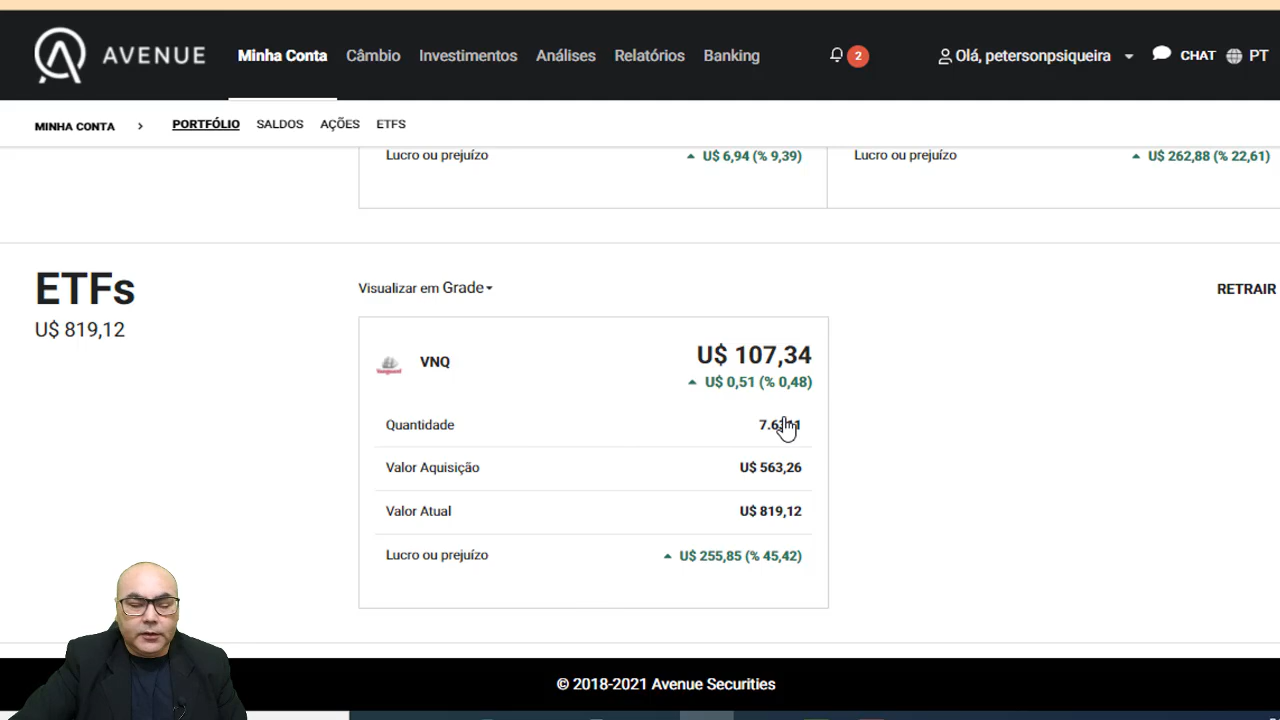 AVENUE Minha Conta Câmbio Investimentos Análises Relatórios Banking 2 Olá, petersonpsiqueira CHAT PT
MINHA CONTA > PORTFÓLIO SALDOS AÇÕES ETFS
Lucro ou prejuízo U$ 6,94 (% 9,39) Lucro ou prejuízo U$ 262,88 (% 22,61)
ETFs
U$ 819,12
Visualizar em Grade
RETRAIR
VNQ
U$ 107,34
U$ 0,51 (% 0,48)
Quantidade
Valor Aquisição U$ 563,26
Valor Atual U$ 819,12
Lucro ou prejuízo U$ 255,85 (% 45,42)
© 2018-2021 Avenue Securities